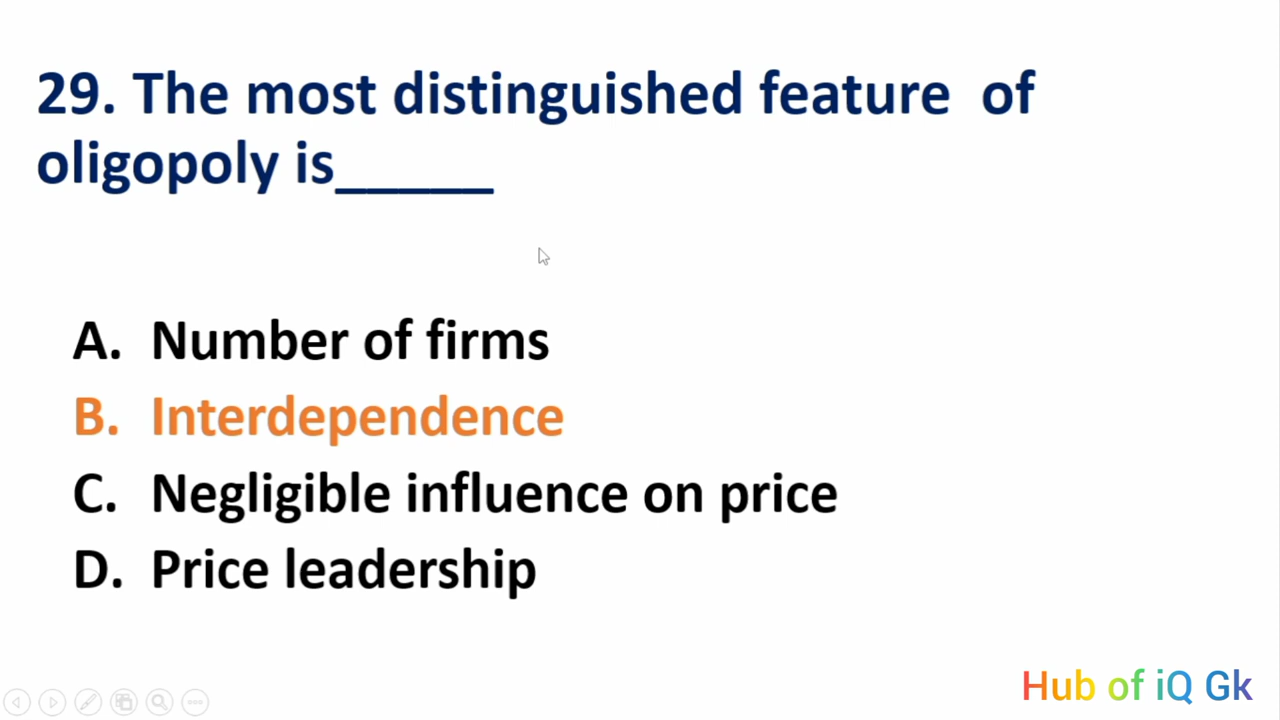 29. The most distinguished feature  of
oligopoly is_____
A. Number of firms
B. Interdependence
C. Negligible influence on price
D. Price leadership
Hub of iQ Gk